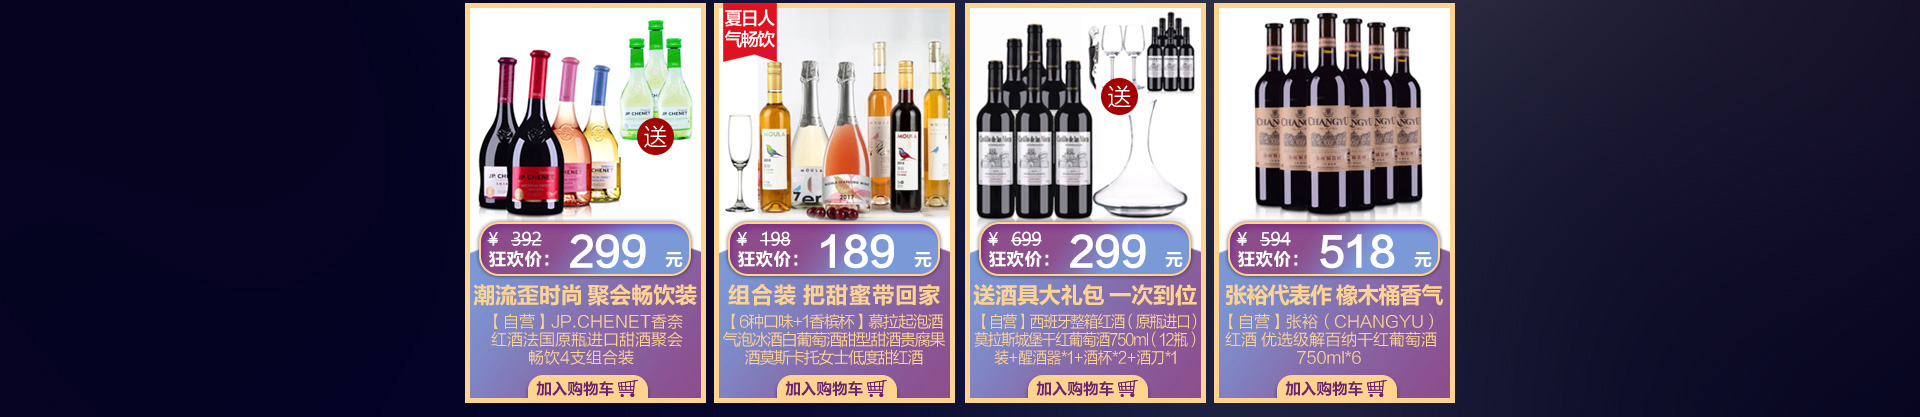 送
JP. CHENET
JP. CHENET
¥ 392
狂欢价： 299 元
潮流歪时尚 聚会畅饮装
【自营】JP.CHENET香奈
红酒法国原瓶进口甜酒聚会
畅饮4支组合装
加入购物车
夏日人
气畅饮
MOULA
MOULA
MOULA
2017
¥ 198
狂欢价： 189 元
组合装 把甜蜜带回家
【6种口味+1香槟杯】慕拉起泡酒
气泡冰酒白葡萄酒甜型甜酒贵腐果
酒莫斯卡托女士低度甜红酒
加入购物车
送
¥ 699
狂欢价： 299 元
送酒具大礼包 一次到位
【自营】西班牙整箱红酒（原瓶进口）
莫拉斯城堡干红葡萄酒750ml（12瓶）
装+醒酒器*1+酒杯*2+酒刀*1
加入购物车
CHANGYU
¥ 594
狂欢价： 518 元
张裕代表作 橡木桶香气
【自营】张裕（CHANGYU）
红酒 优选级解百纳干红葡萄酒
750ml*6
加入购物车